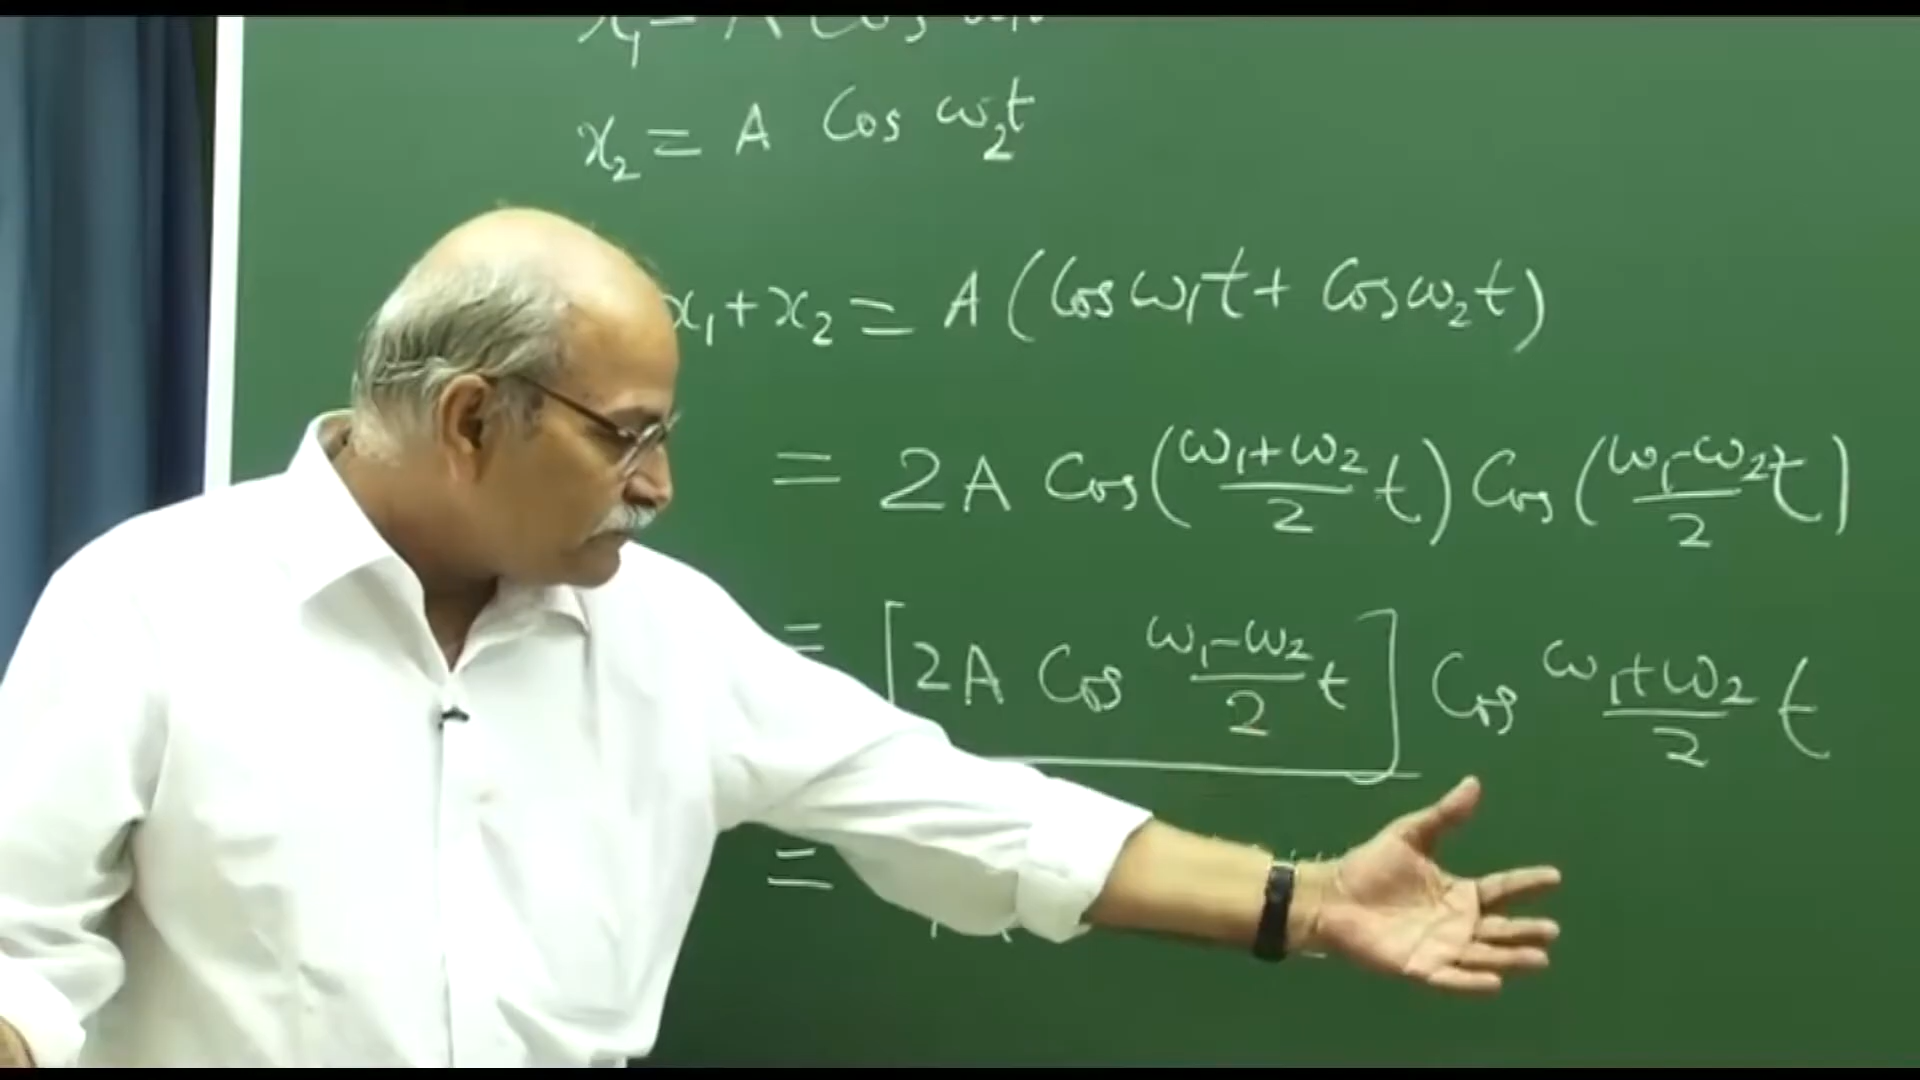 x₂ = A Cos ω₂t
x₁ + x₂ = A (Cos ω₁t + Cos ω₂t)
= 2A Cos (ω₁+ω₂/2 t) Cos (ω₁-ω₂/2 t)
= [2A Cos ω₁-ω₂/2 t] Cos ω₁+ω₂/2 t
=